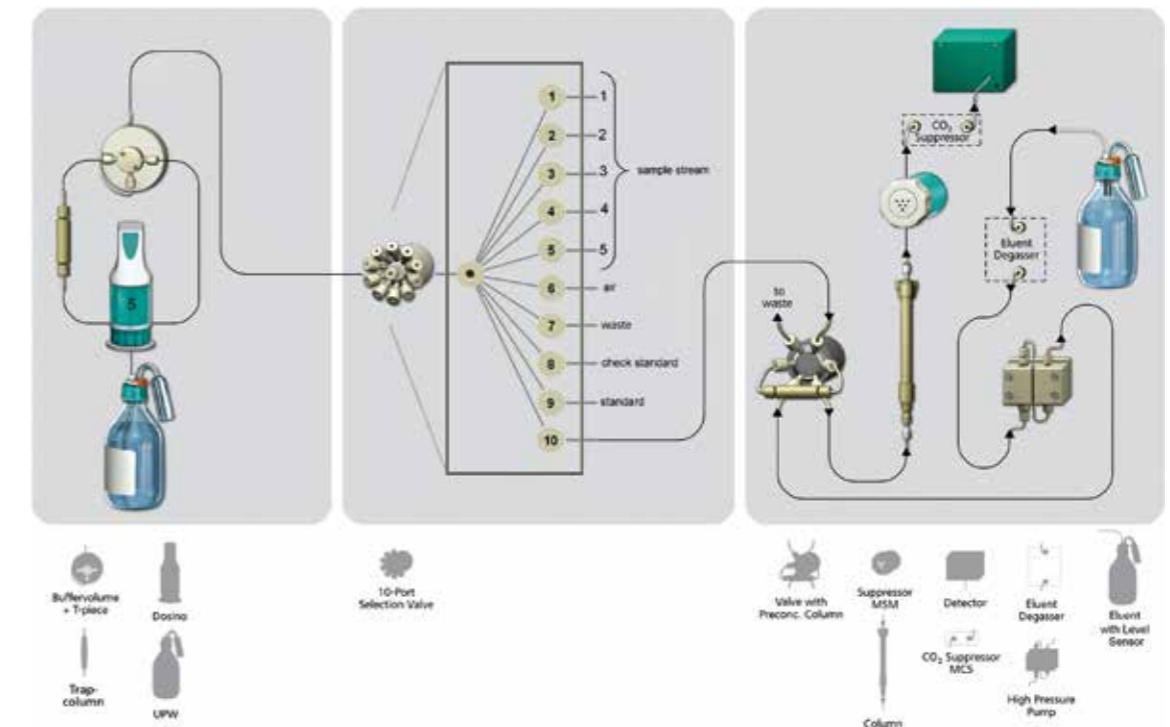 5
1 1
2 2
3 3
4 4
5 5
sample stream
6 air
7 waste
8 check standard
9 standard
10
to
waste
CO2
Suppressor
Eluent
Degasser
Buffervolume
+ T-piece
Dosino
Trap-
column
UPW
10-Port
Selection Valve
Valve with
Preconc. Column
Suppressor
MSM
Column
Detector
CO2 Suppressor
MCS
Eluent
Degasser
High Pressure
Pump
Eluent
with Level
Sensor